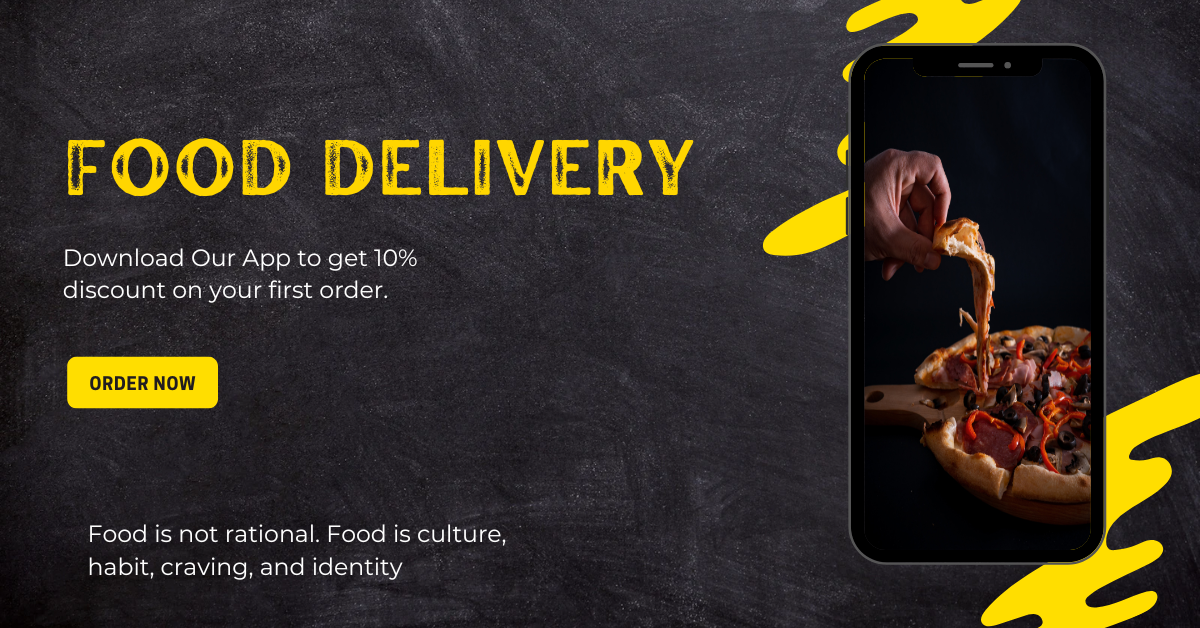 FOOD DELIVERY
Download Our App to get 10%
discount on your first order.
ORDER NOW
Food is not rational. Food is culture,
habit, craving, and identity